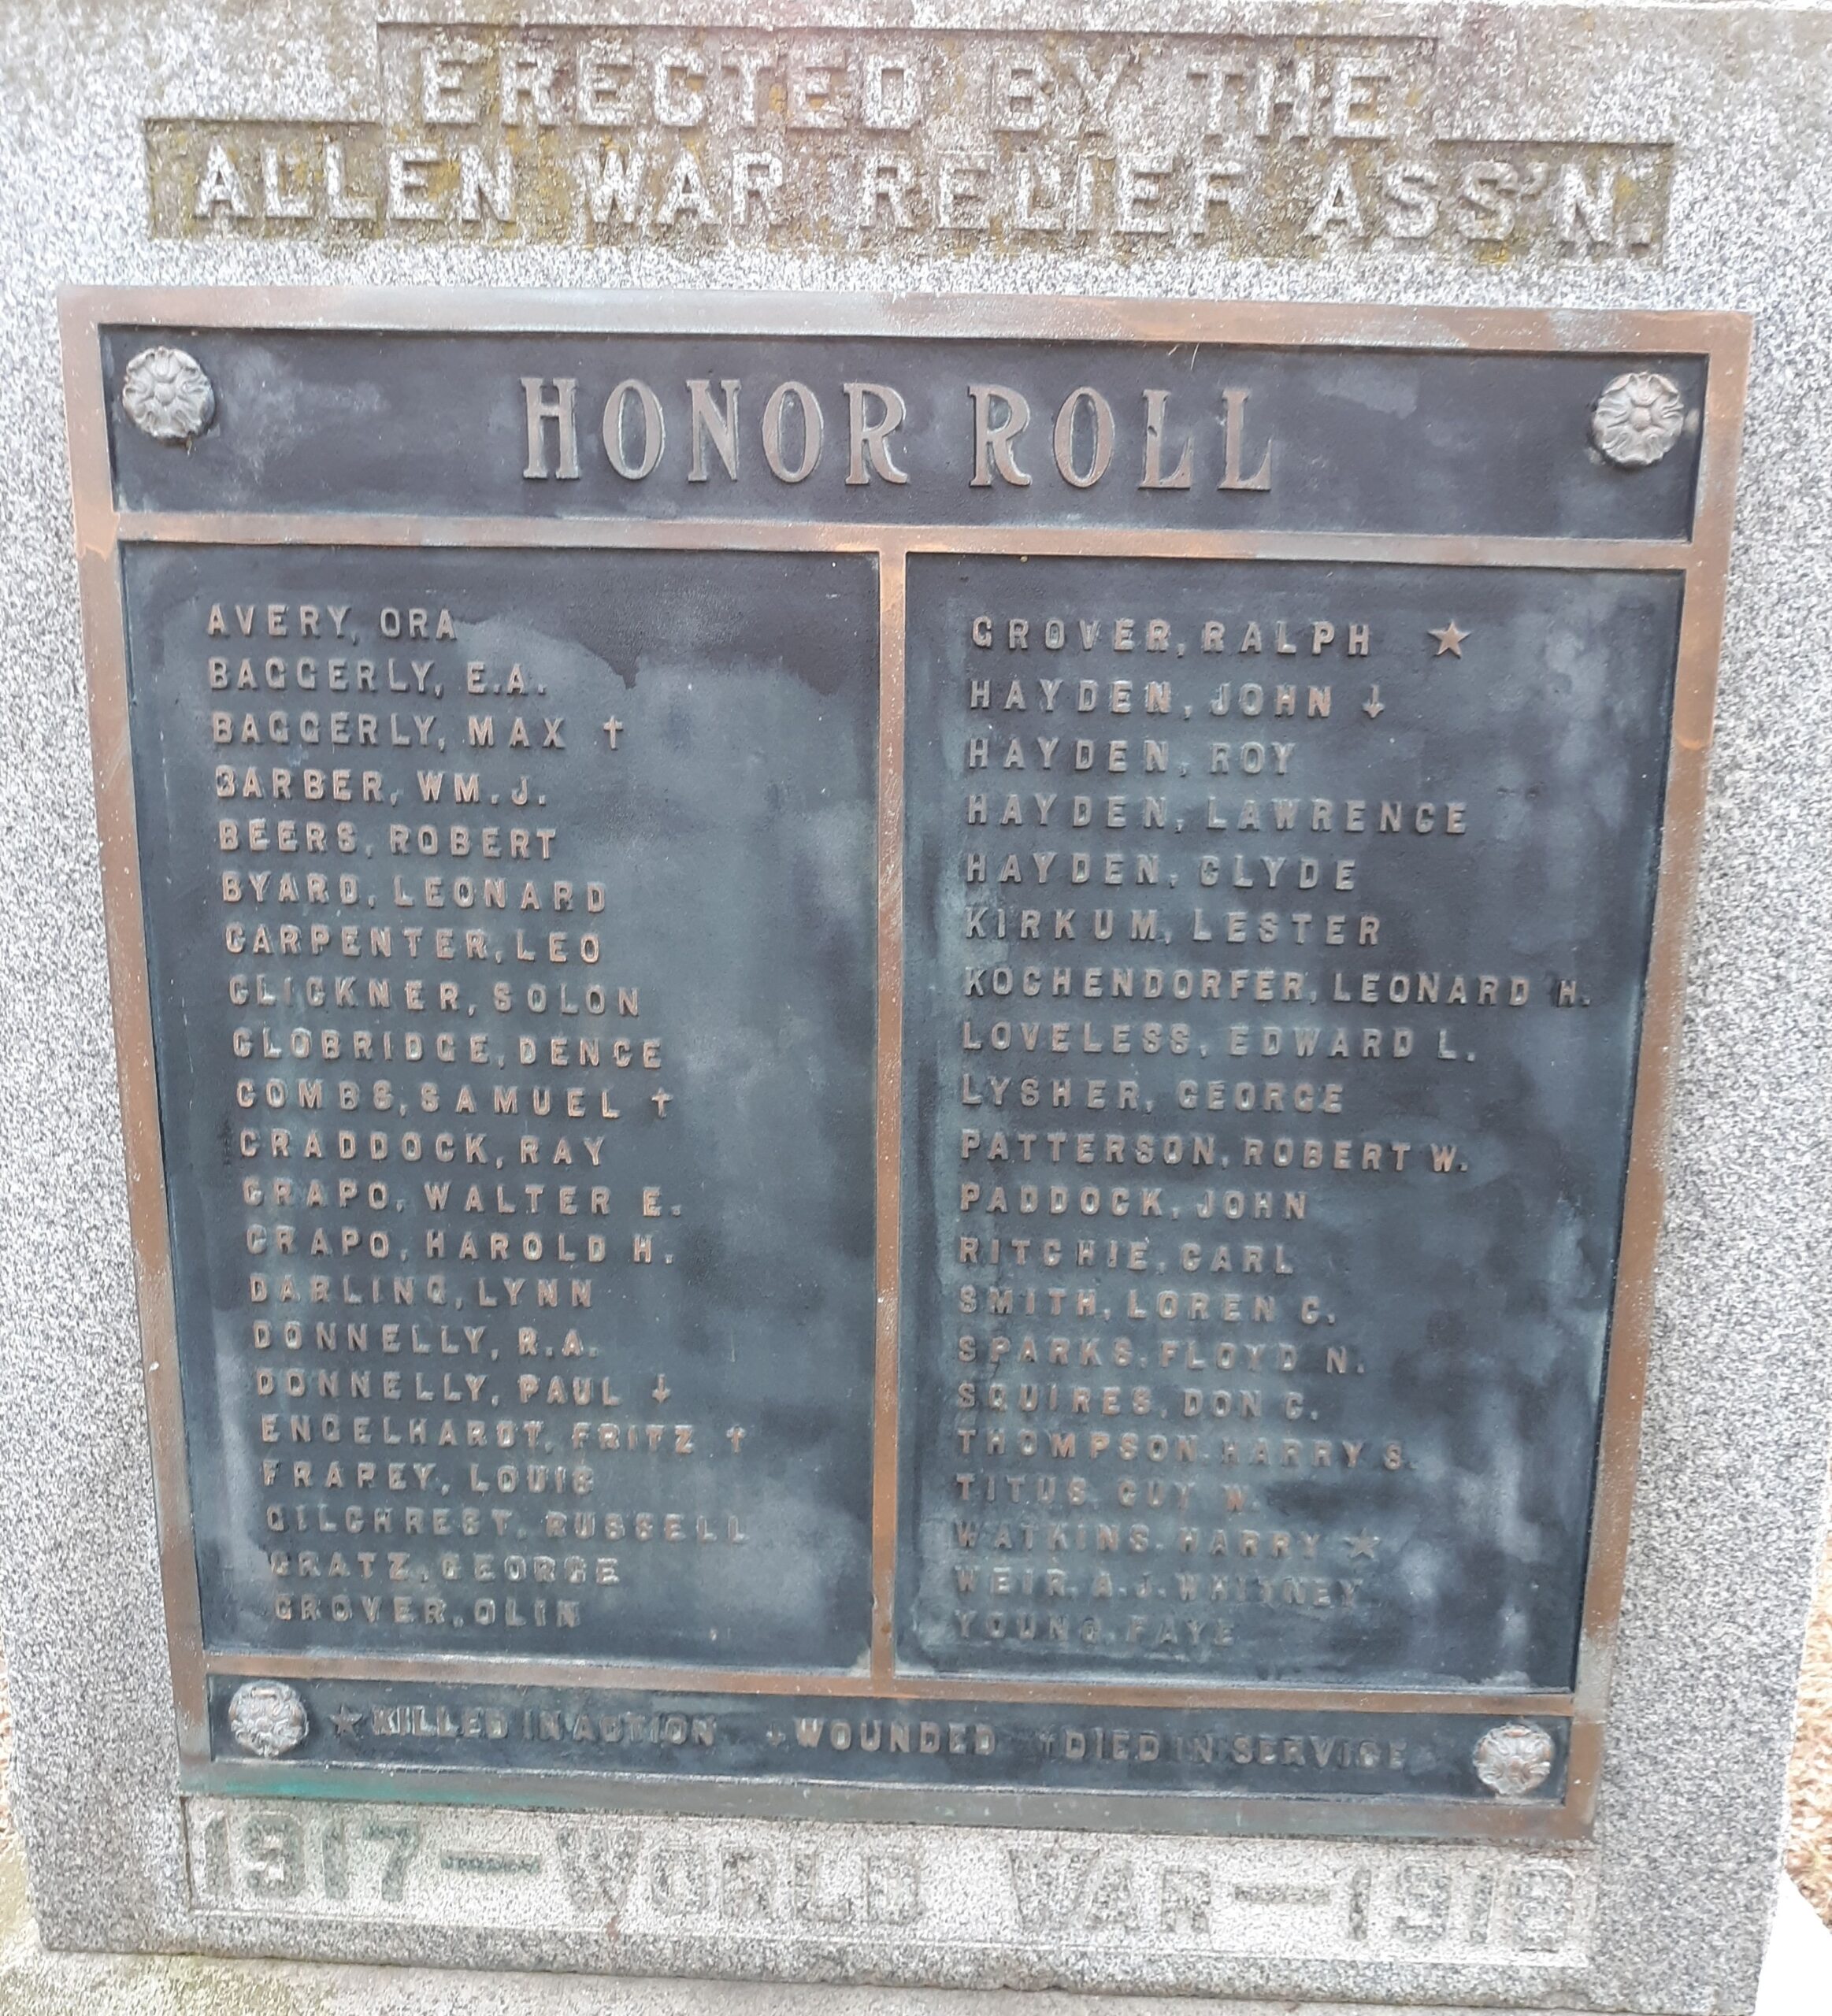 ERECTED BY THE
ALLEN WAR RELIEF ASS'N.
HONOR ROLL
AVERY, ORA
BAGGERLY, E.A.
BAGGERLY, MAX †
BARBER, WM. J.
BEERS, ROBERT
BYARD, LEONARD
CARPENTER, LEO
CLICKNER, SOLON
CLOBRIDGE, DENCE
COMBS, SAMUEL †
CRADDOCK, RAY
CRAPO, WALTER E.
CRAPO, HAROLD H.
DARLING, LYNN
DONNELLY, R.A.
DONNELLY, PAUL ↓
ENGELHARDT, FRITZ †
FRAREY, LOUIS
GILCHREST, RUSSELL
GRATZ, GEORGE
GROVER, OLIN
GROVER, RALPH ★
HAYDEN, JOHN ↓
HAYDEN, ROY
HAYDEN, LAWRENCE
HAYDEN, CLYDE
KIRKUM, LESTER
KOCHENDORFER, LEONARD H.
LOVELESS, EDWARD L.
LYSHER, GEORGE
PATTERSON, ROBERT W.
PADDOCK, JOHN
RITCHIE, CARL
SMITH, LOREN C.
SPARKS, FLOYD N.
SQUIRES, DON C.
THOMPSON, HARRY S.
TITUS, GUY W.
WATKINS, HARRY ★
WEIR, A.J. WHITNEY
YOUNG, FAYE
★ KILLED IN ACTION ↓ WOUNDED † DIED IN SERVICE
1917 — WORLD WAR — 1918